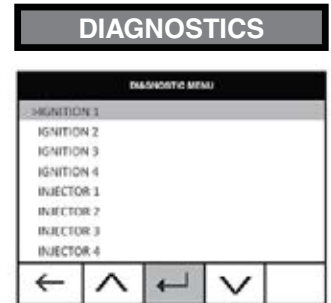 DIAGNOSTICS
DIAGNOSTIC MENU
>IGNITION 1
IGNITION 2
IGNITION 3
IGNITION 4
INJECTOR 1
INJECTOR 2
INJECTOR 3
INJECTOR 4